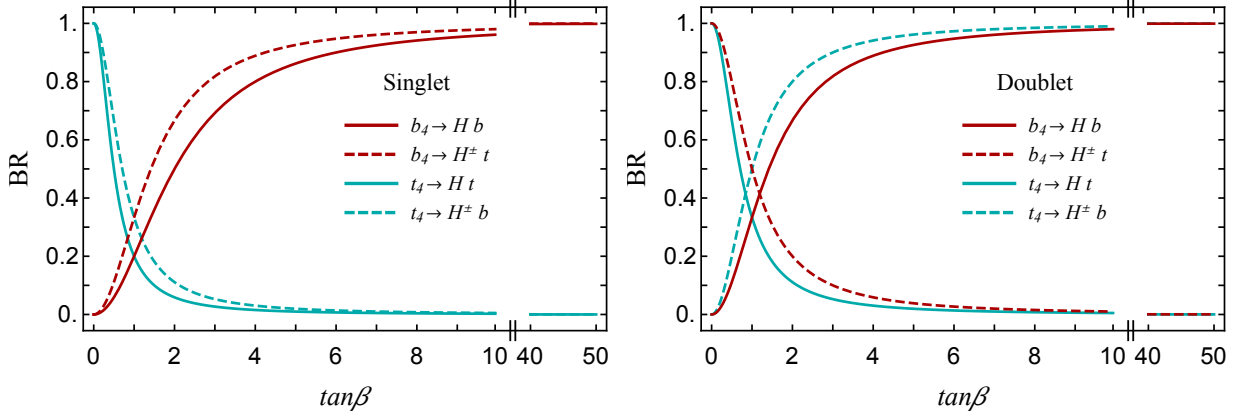 BR
1.
0.8
0.6
0.4
0.2
0.
Singlet
b4 → H b
b4 → H± t
t4 → H t
t4 → H± b
0 2 4 6 8 10 40 50
tanβ
BR
1.
0.8
0.6
0.4
0.2
0.
Doublet
b4 → H b
b4 → H± t
t4 → H t
t4 → H± b
0 2 4 6 8 10 40 50
tanβ